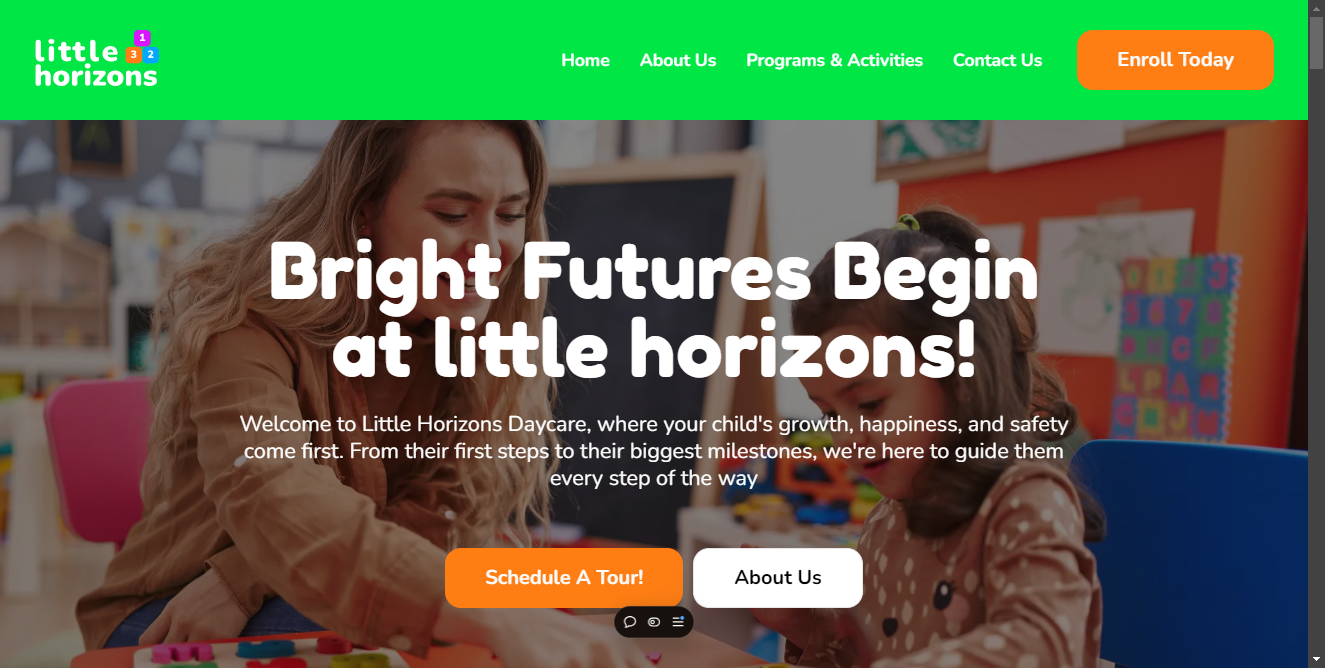 little
horizons
1
3 2
Home About Us Programs & Activities Contact Us Enroll Today
Bright Futures Begin
at little horizons!
Welcome to Little Horizons Daycare, where your child's growth, happiness, and safety
come first. From their first steps to their biggest milestones, we're here to guide them
every step of the way
Schedule A Tour! About Us